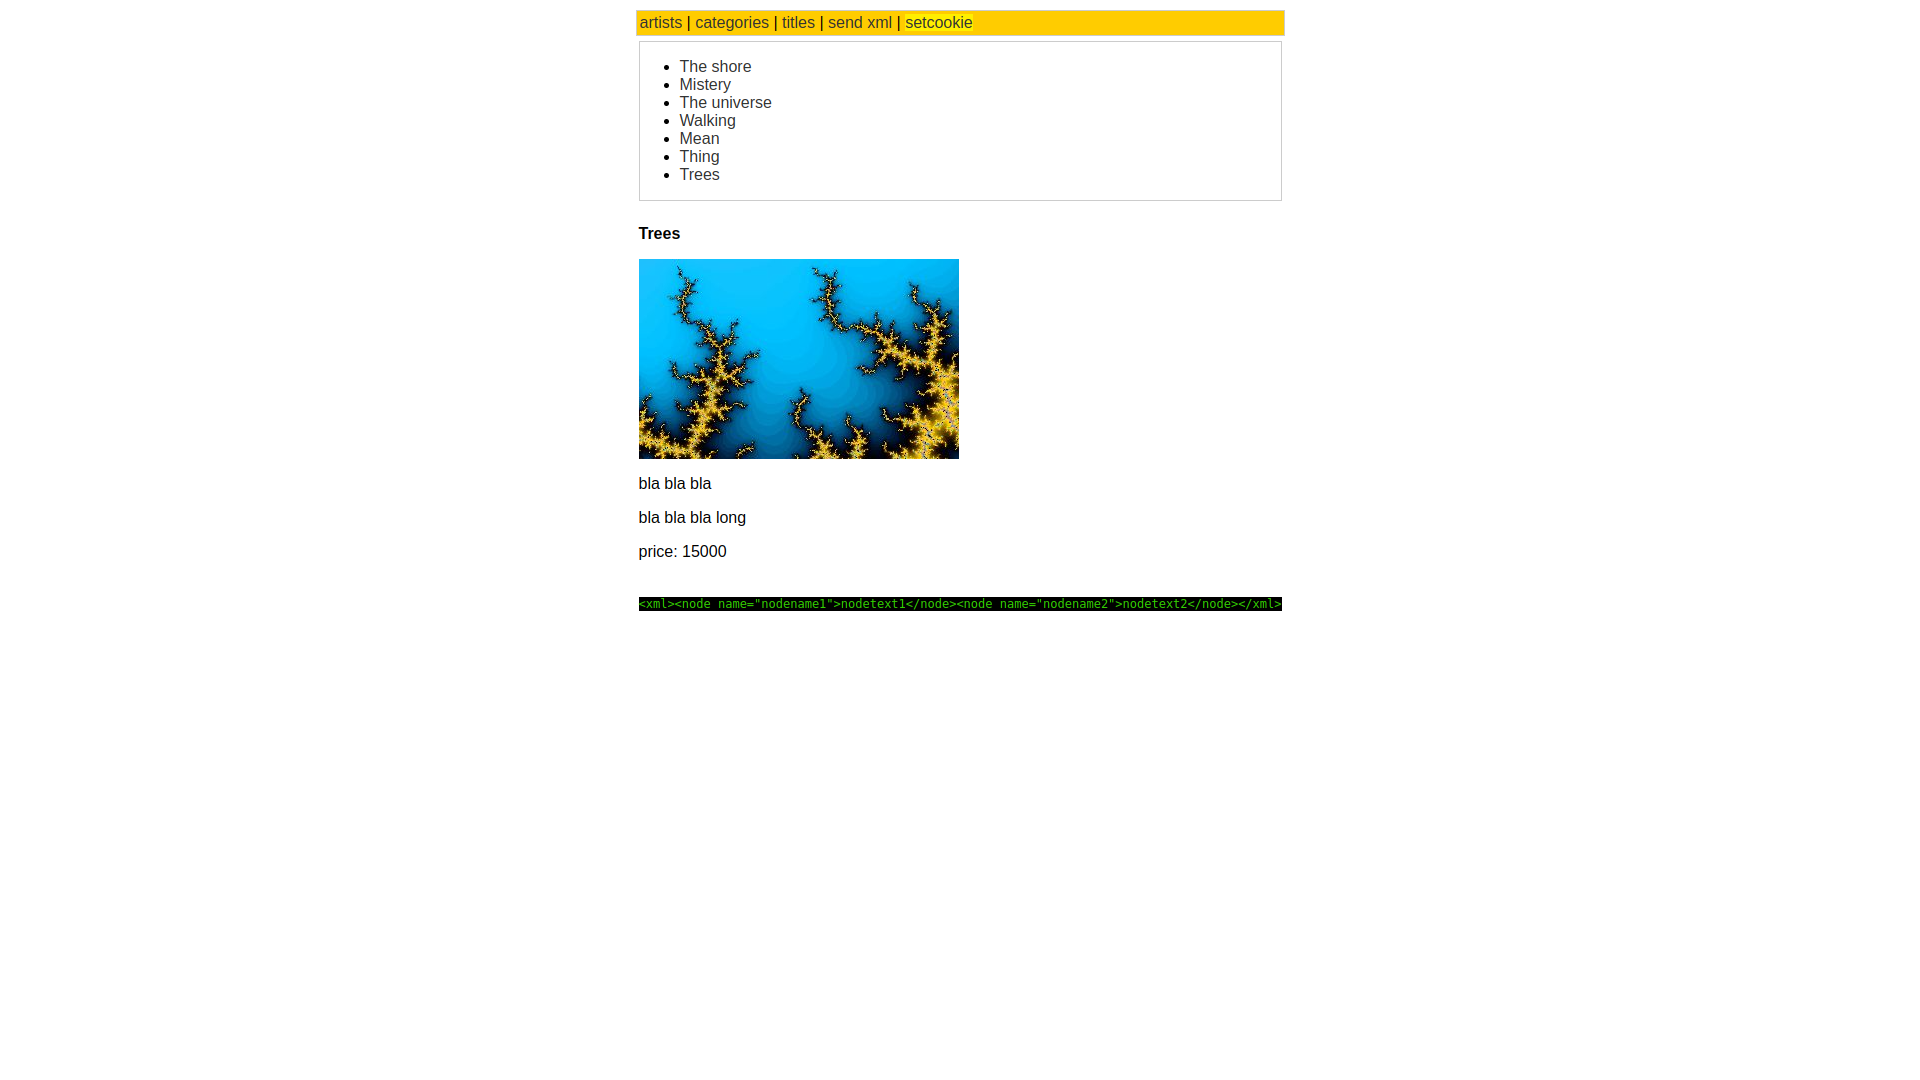 artists | categories | titles | send xml | setcookie
The shore
Mistery
The universe
Walking
Mean
Thing
Trees
Trees
bla bla bla
bla bla bla long
price: 15000
<xml><node name="nodename1">nodetext1</node><node name="nodename2">nodetext2</node></xml>